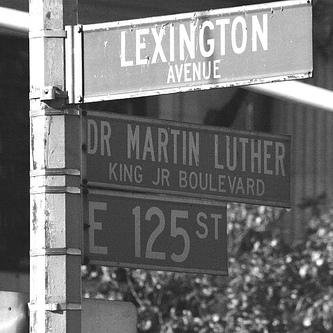 LEXINGTON
AVENUE
DR MARTIN LUTHER
KING JR BOULEVARD
E 125 ST